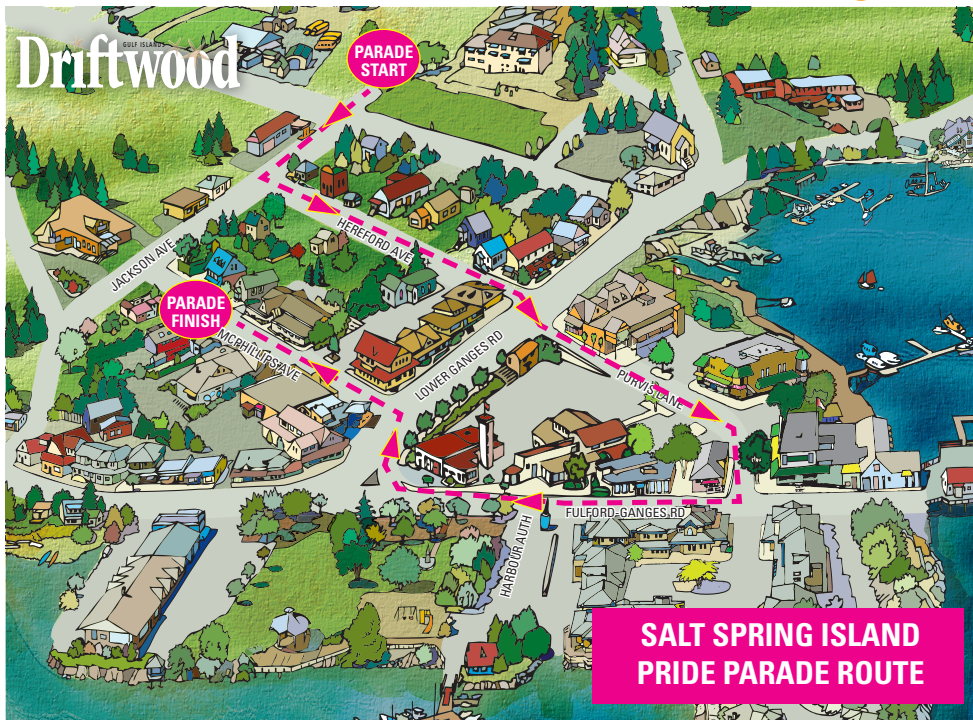 GULF ISLANDS
Driftwood
PARADE
START
HEREFORD AVE
JACKSON AVE
PARADE
FINISH
MCPHILLIPS AVE
LOWER GANGES RD
PURVIS LANE
FULFORD-GANGES RD
HARBOUR AUTH
SALT SPRING ISLAND
PRIDE PARADE ROUTE